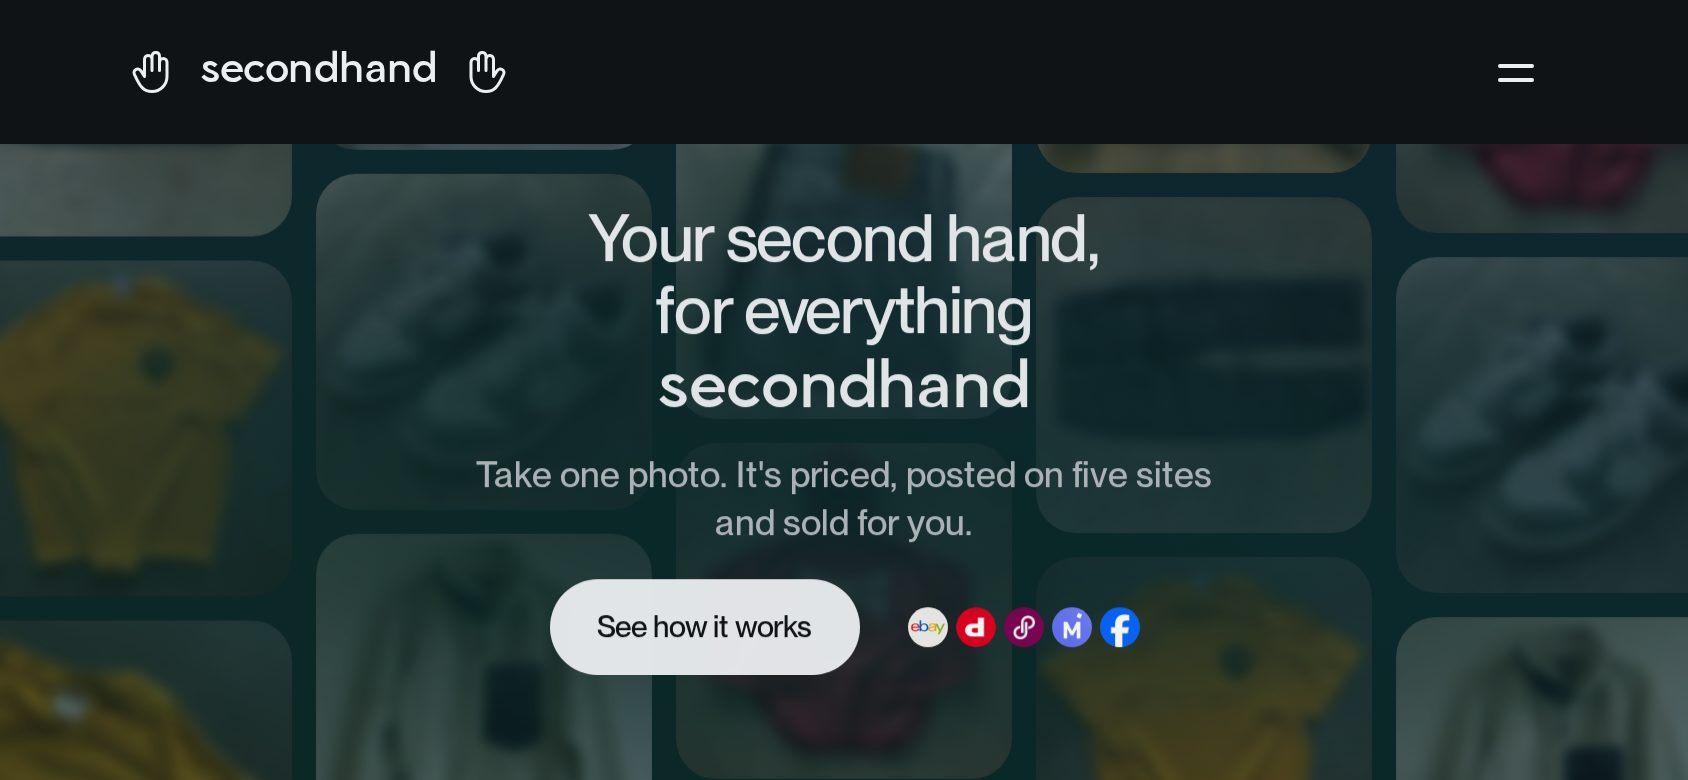 secondhand
Your second hand,
for everything
secondhand
Take one photo. It's priced, posted on five sites
and sold for you.
See how it works
ebay